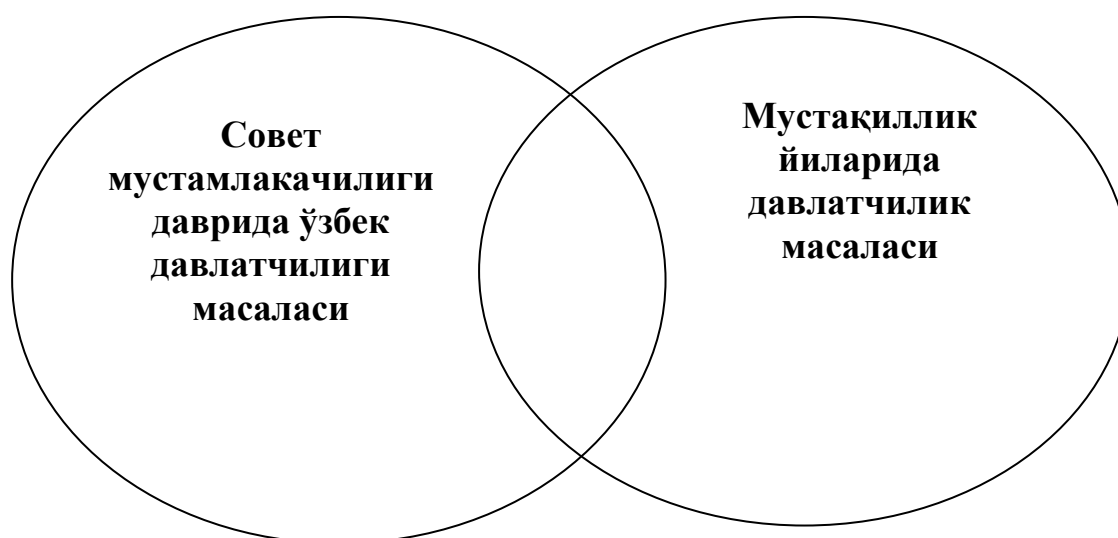 Совет
мустамлакачилиги
даврида ўзбек
давлатчилиги
масаласи
Мустақиллик
йиларида
давлатчилик
масаласи